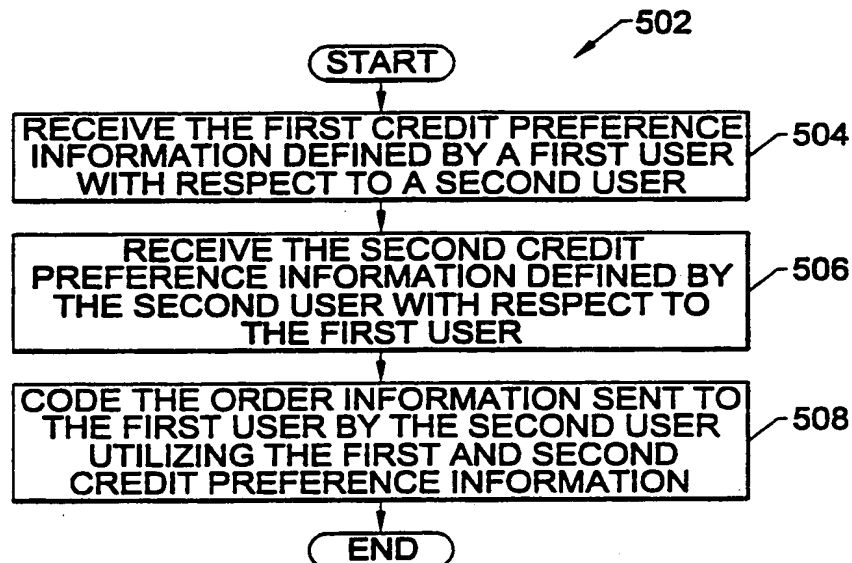 502
START
RECEIVE THE FIRST CREDIT PREFERENCE
INFORMATION DEFINED BY A FIRST USER
WITH RESPECT TO A SECOND USER
504
RECEIVE THE SECOND CREDIT
PREFERENCE INFORMATION DEFINED BY
THE SECOND USER WITH RESPECT TO
THE FIRST USER
506
CODE THE ORDER INFORMATION SENT TO
THE FIRST USER BY THE SECOND USER
UTILIZING THE FIRST AND SECOND
CREDIT PREFERENCE INFORMATION
508
END